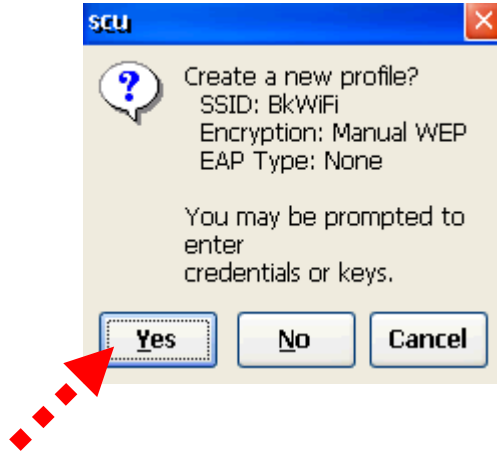 scu
Create a new profile?
SSID: BkWiFi
Encryption: Manual WEP
EAP Type: None
You may be prompted to
enter
credentials or keys.
Yes No Cancel